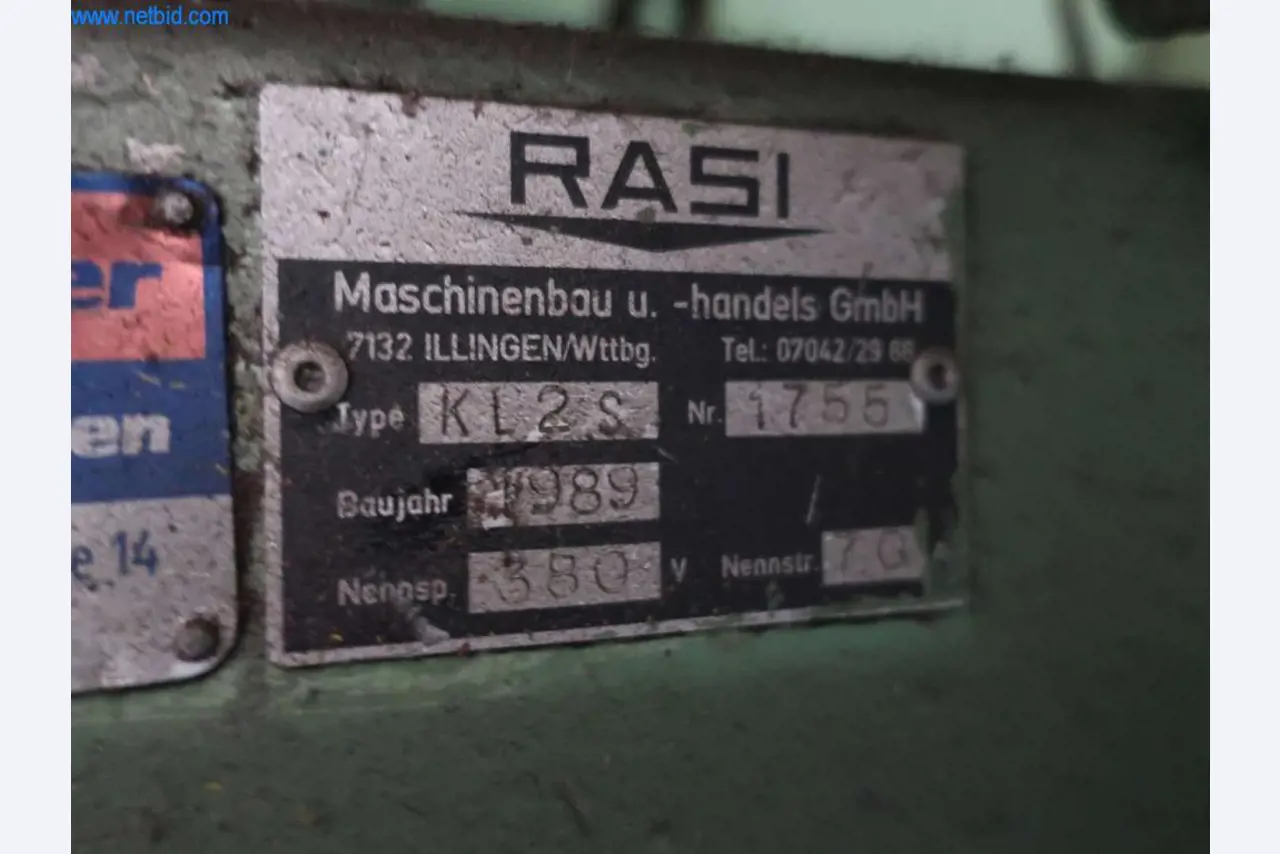 www.netbid.com
RASI
Maschinenbau u. -handels GmbH
7132 ILLINGEN/Wttbg. Tel.: 07042/29 66
Type KL2S Nr. 1755
Baujahr 1989
Nennsp. 380 V Nennstr.
er
en
e 14